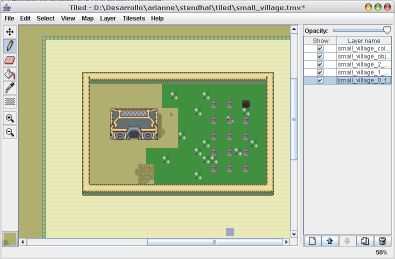 Tiled - D:\Desarrollo\arianne\stendhal\tiled\small_village.tmx*
File Edit Select View Map Layer Tilesets Help
Opacity:
Show Layer name
small_village_col...
small_village_obj...
small_village_2_...
small_village_1_...
small_village_0_f...
50%